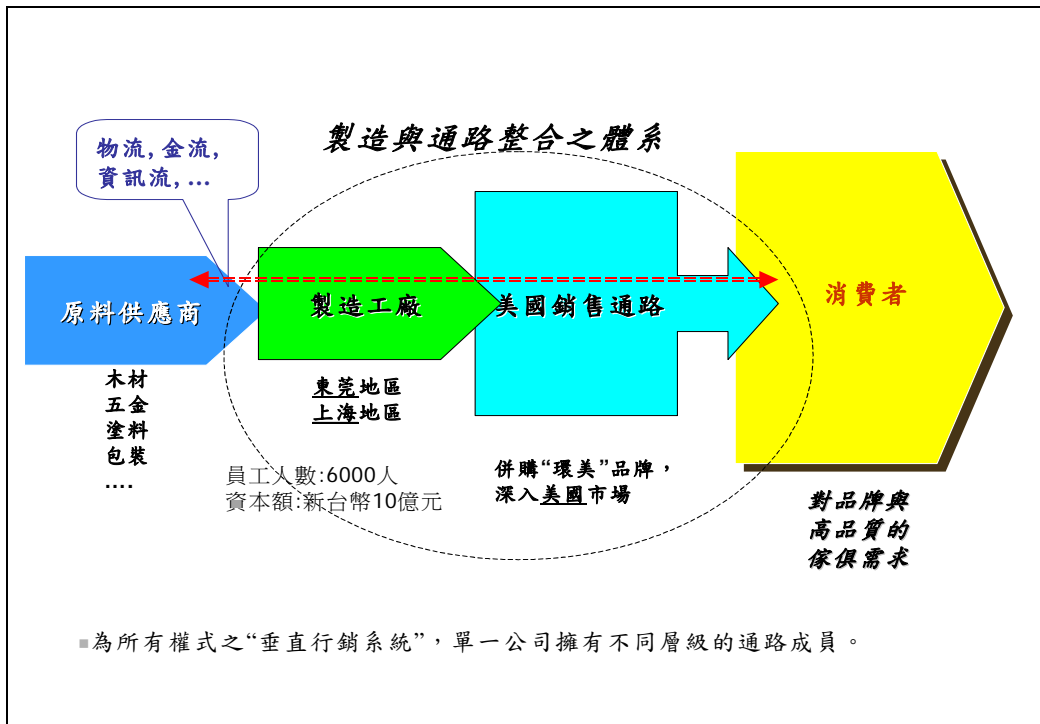 製造與通路整合之體系
物流,金流,
資訊流,…
原料供應商
製造工廠
美國銷售通路
消費者
木材
五金
塗料
包裝
….
東莞地區
上海地區
員工人數:6000人
資本額:新台幣10億元
併購“環美”品牌，
深入美國市場
對品牌與
高品質的
傢俱需求
為所有權式之“垂直行銷系統”，單一公司擁有不同層級的通路成員。